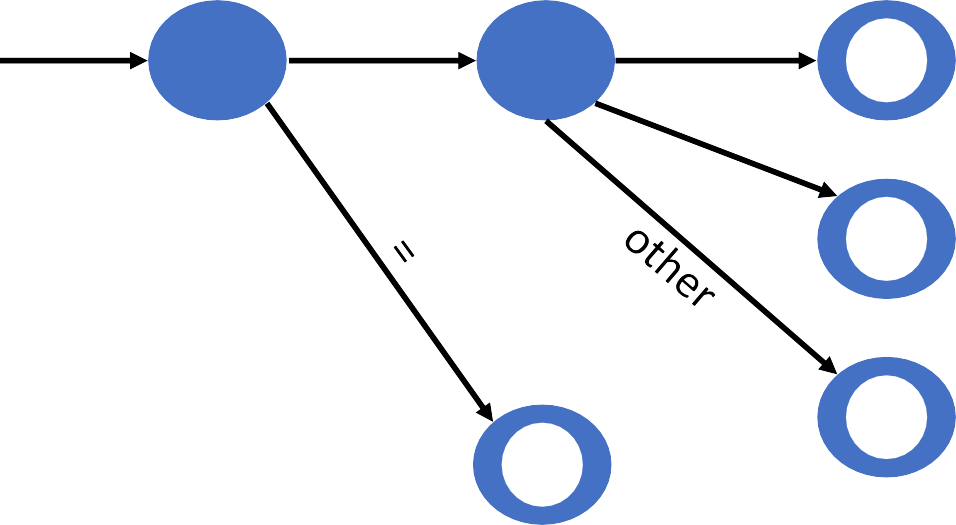 =
other